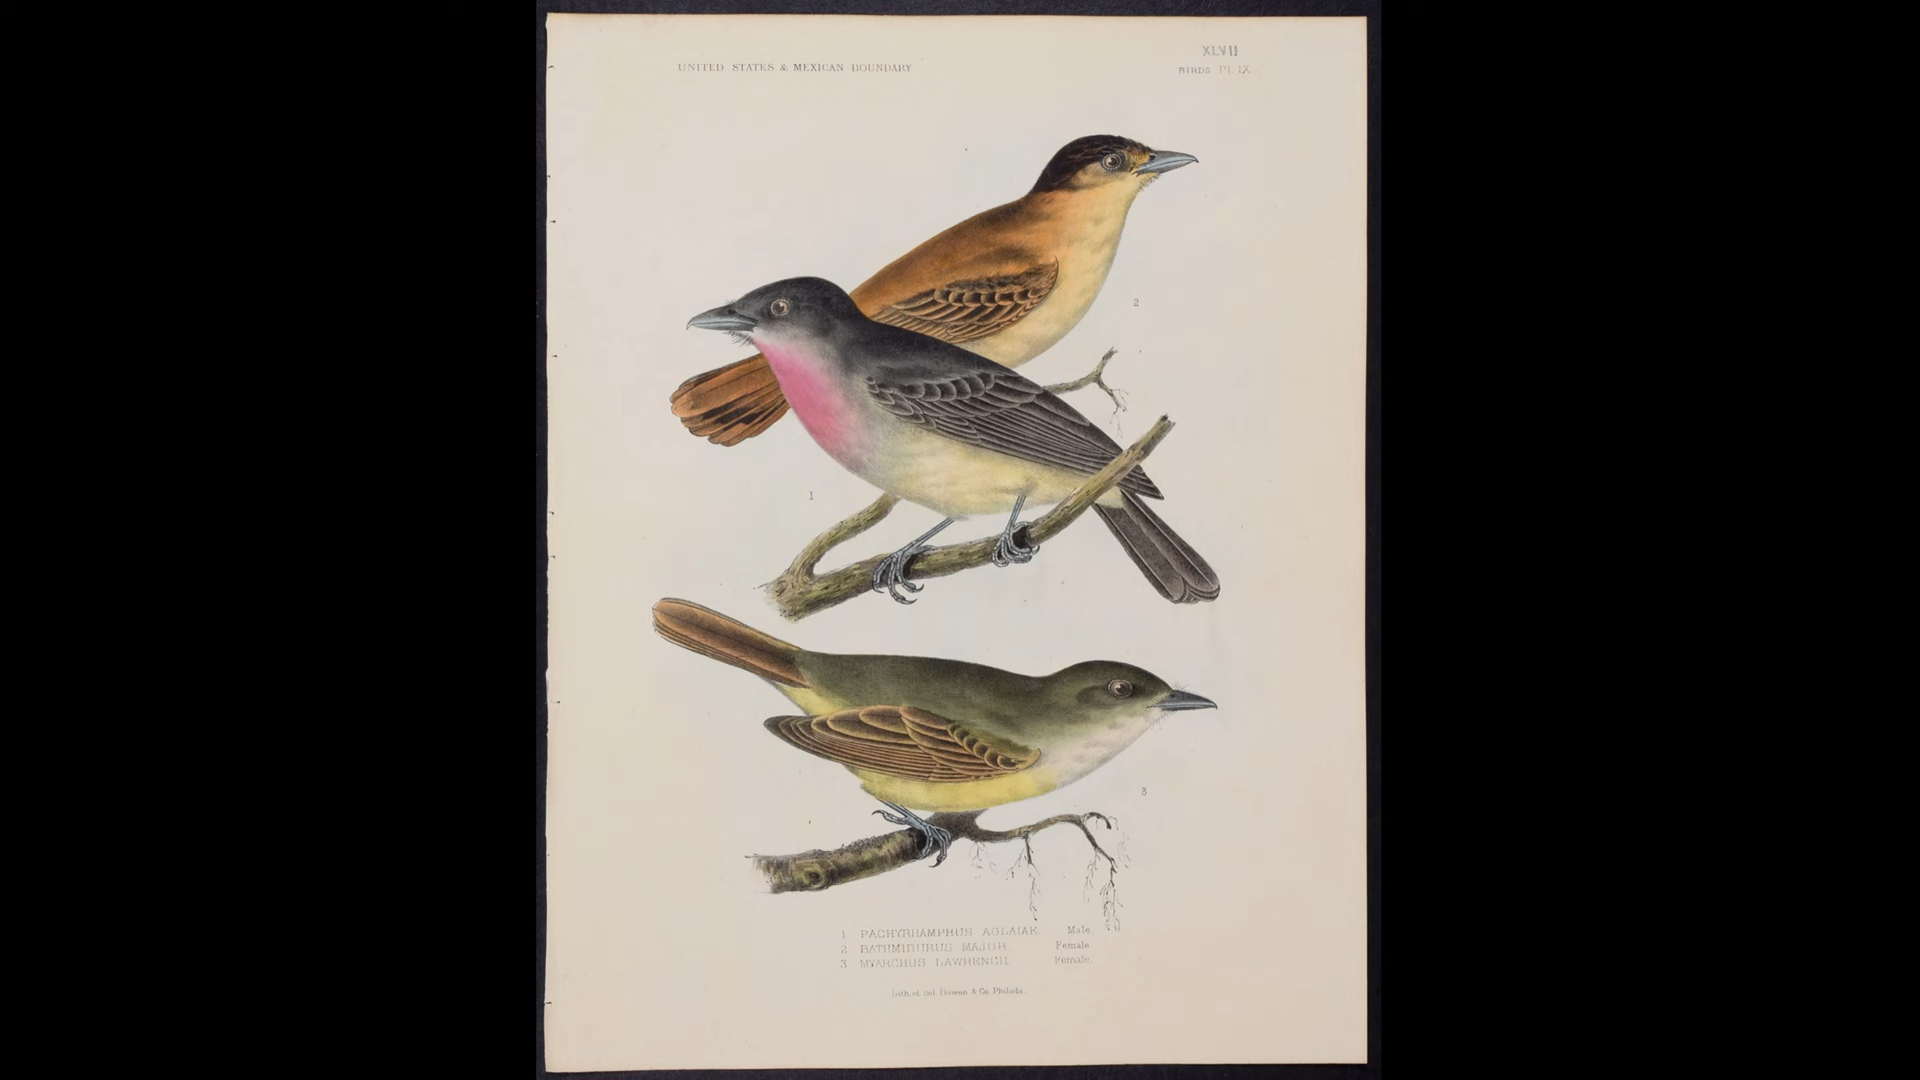 UNITED STATES & MEXICAN BOUNDARY
XLVII
BIRDS PL IX
2
1
3
1 PACHYRHAMPHUS AGLAIAE. Male.
2 BATHMIDURUS MAJOR. Female
3 MYIARCHUS LAWRENCII. Female.
Lith. et col. Bowen & Co. Philada.